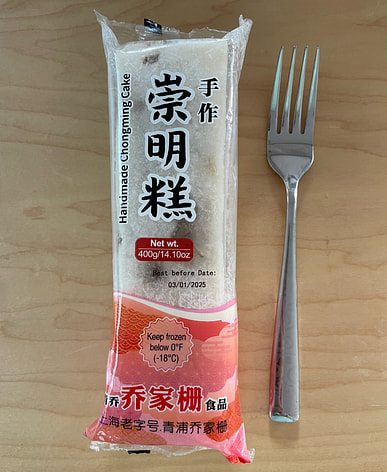 Handmade Chongming Cake
手作
崇明糕
Net wt.
400g/14.10oz
Beat before Date:
03/01/2025
Keep frozen
below 0°F
(-18°C)
乔家栅食品
上海老字号.青浦乔家栅